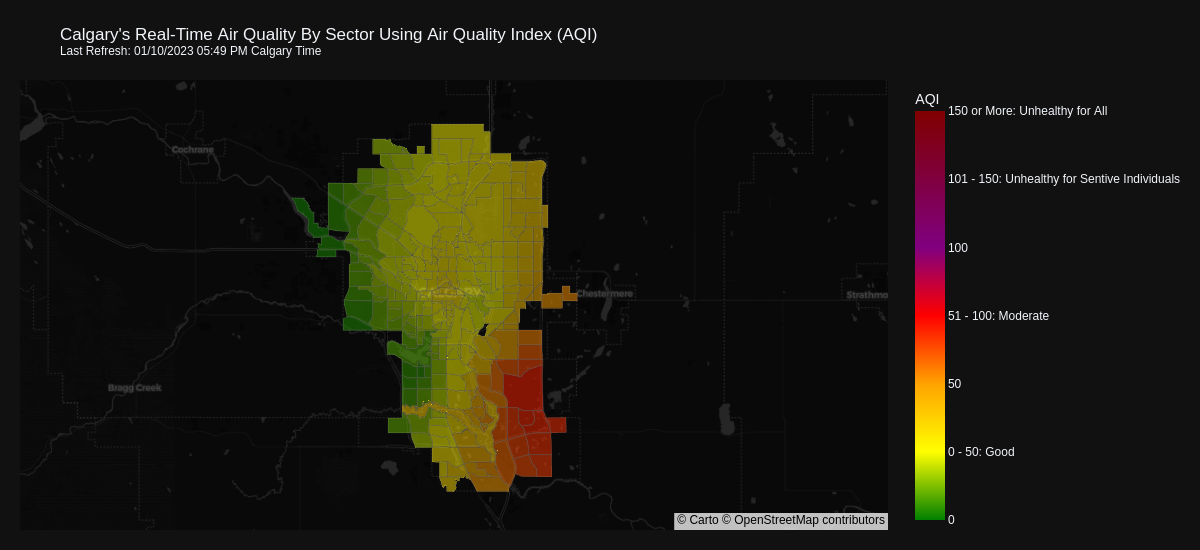 Calgary's Real-Time Air Quality By Sector Using Air Quality Index (AQI)
Last Refresh: 01/10/2023 05:49 PM Calgary Time
AQI
150 or More: Unhealthy for All
101 - 150: Unhealthy for Sentive Individuals
100
51 - 100: Moderate
50
0 - 50: Good
0
Cochrane
Chestermere
Strathmo
Bragg Creek
© Carto © OpenStreetMap contributors